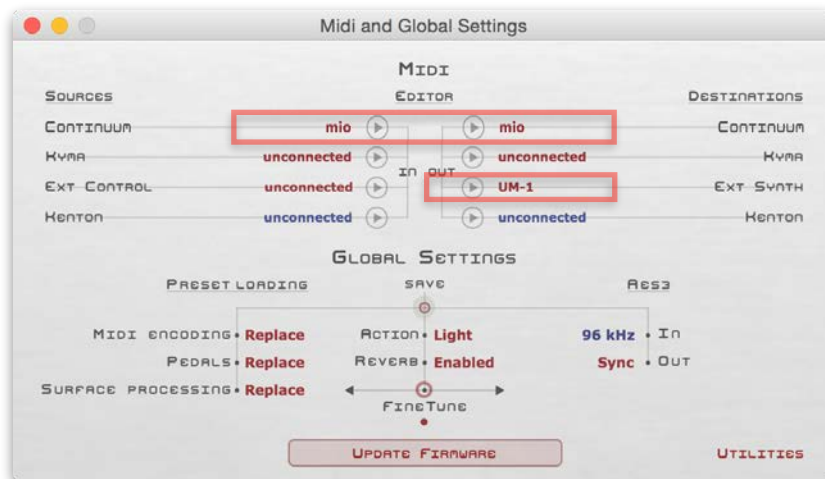 Midi and Global Settings
Midi
Sources Editor Destinations
Continuum mio mio Continuum
Kyma unconnected unconnected Kyma
In Out
Ext Control unconnected UM-1 Ext Synth
Kenton unconnected unconnected Kenton
Global Settings
Preset loading save Aes3
Midi encoding Replace Action Light 96 kHz In
Pedals Replace Reverb Enabled Sync Out
Surface processing Replace
FineTune
Update Firmware Utilities